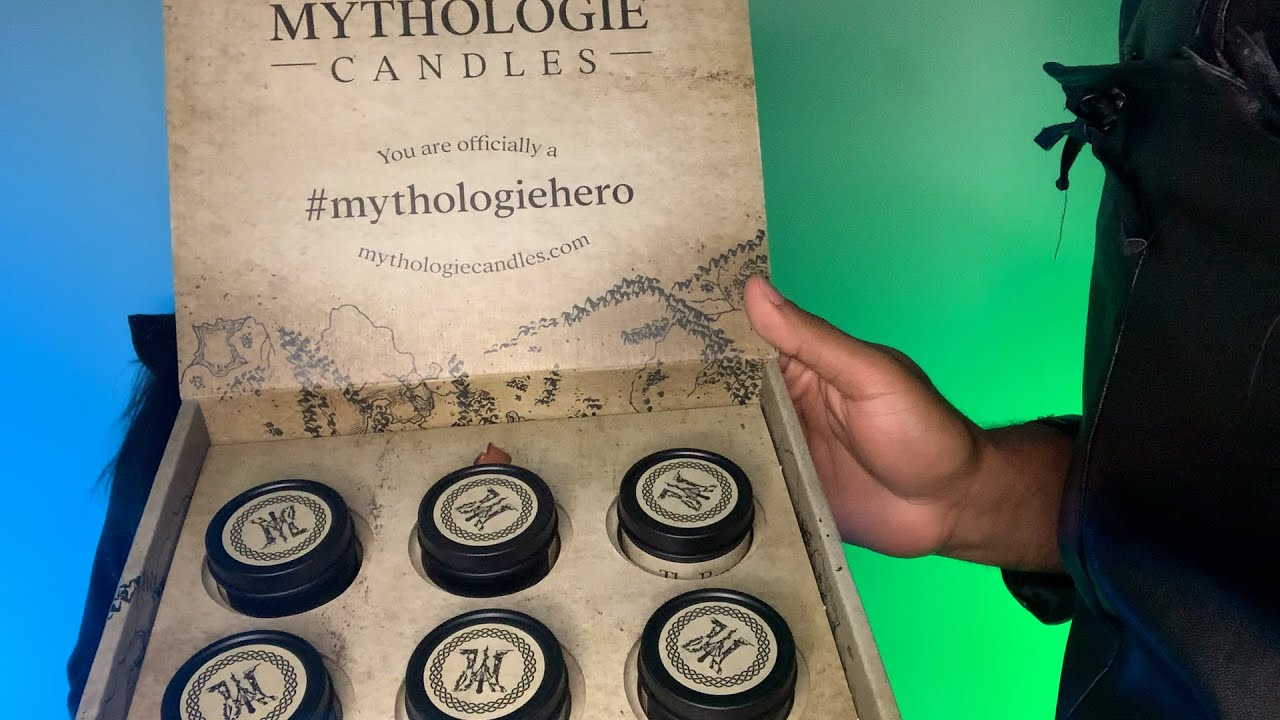 MYTHOLOGIE
CANDLES
You are officially a
#mythologiehero
mythologiecandles.com